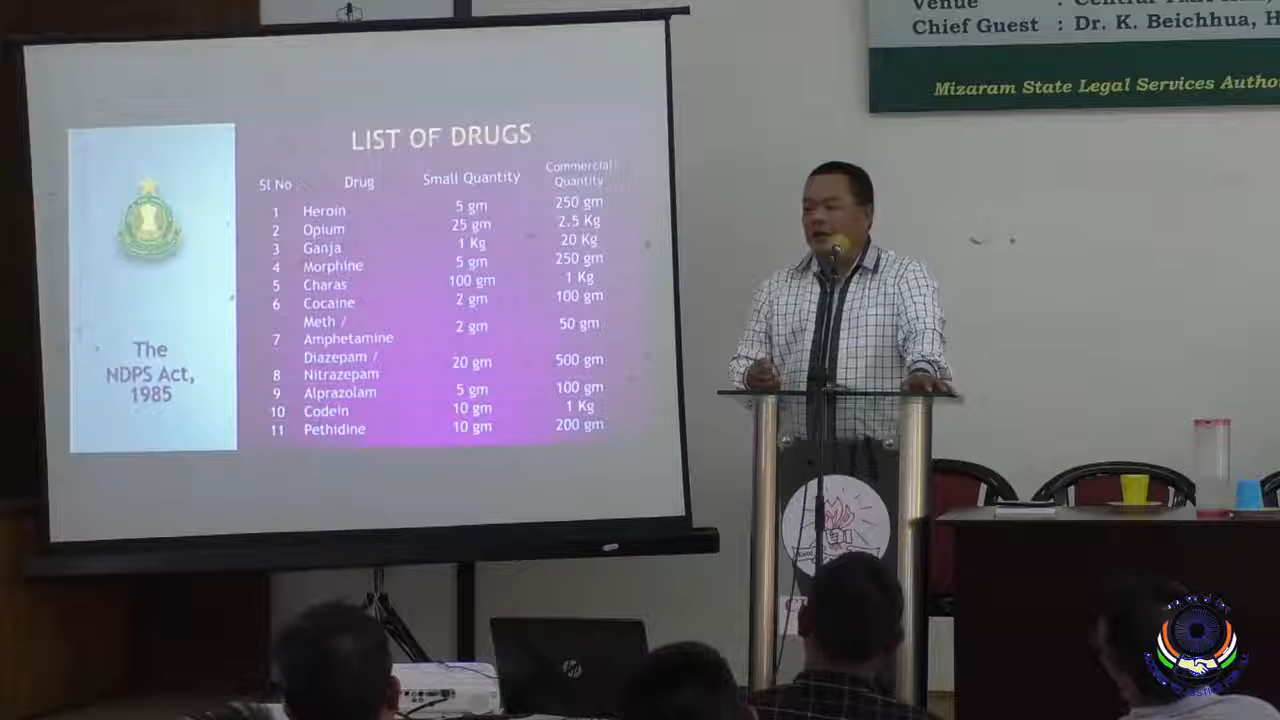 Venue : Central
Chief Guest : Dr. K. Beichhua, H
Mizaram State Legal Services Autho
LIST OF DRUGS
Sl No Drug Small Quantity Commercial Quantity
1 Heroin 5 gm 250 gm
2 Opium 25 gm 2.5 Kg
3 Ganja 1 Kg 20 Kg
4 Morphine 5 gm 250 gm
5 Charas 100 gm 1 Kg
6 Cocaine 2 gm 100 gm
7 Meth / Amphetamine 2 gm 50 gm
8 Diazepam / Nitrazepam 20 gm 500 gm
9 Alprazolam 5 gm 100 gm
10 Codein 10 gm 1 Kg
11 Pethidine 10 gm 200 gm
The
NDPS Act,
1985
hp